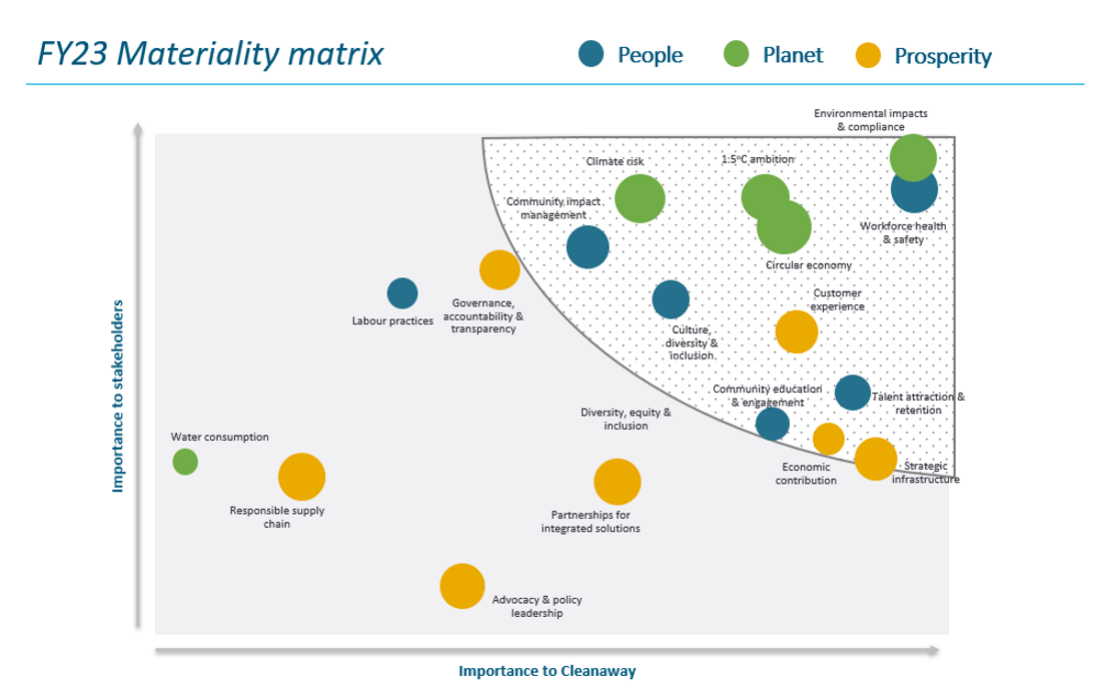 FY23 Materiality matrix
People
Planet
Prosperity
Environmental impacts
& compliance
Climate risk
1.5°C ambition
Community impact
management
Workforce health
& safety
Circular economy
Customer
experience
Labour practices
Governance,
accountability &
transparency
Culture,
diversity &
inclusion
Community education
& engagement
Talent attraction &
retention
Diversity, equity &
inclusion
Water consumption
Economic
contribution
Strategic
infrastructure
Responsible supply
chain
Partnerships for
integrated solutions
Advocacy & policy
leadership
Importance to stakeholders
Importance to Cleanaway